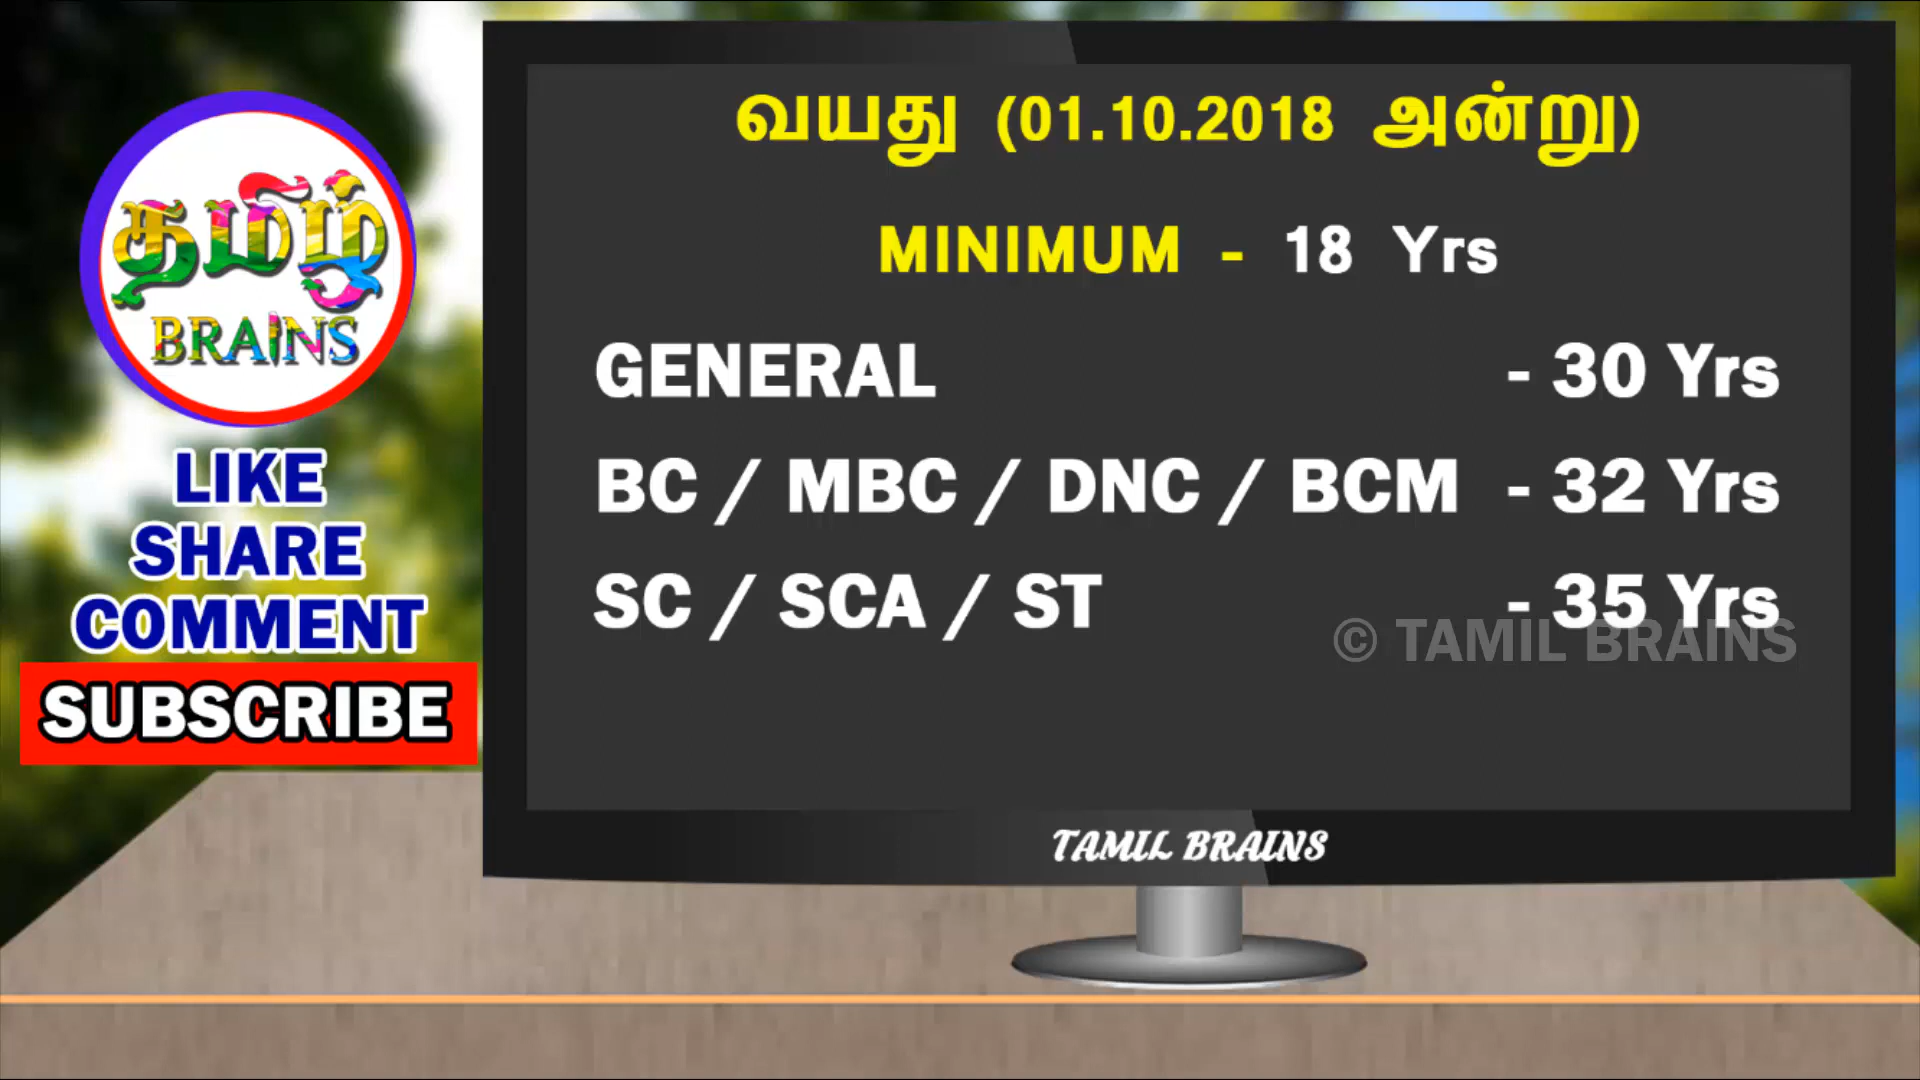 தமிழ்
BRAINS
LIKE
SHARE
COMMENT
SUBSCRIBE
வயது (01.10.2018 அன்று)
MINIMUM - 18 Yrs
GENERAL - 30 Yrs
BC / MBC / DNC / BCM - 32 Yrs
SC / SCA / ST - 35 Yrs
© TAMIL BRAINS
TAMIL BRAINS